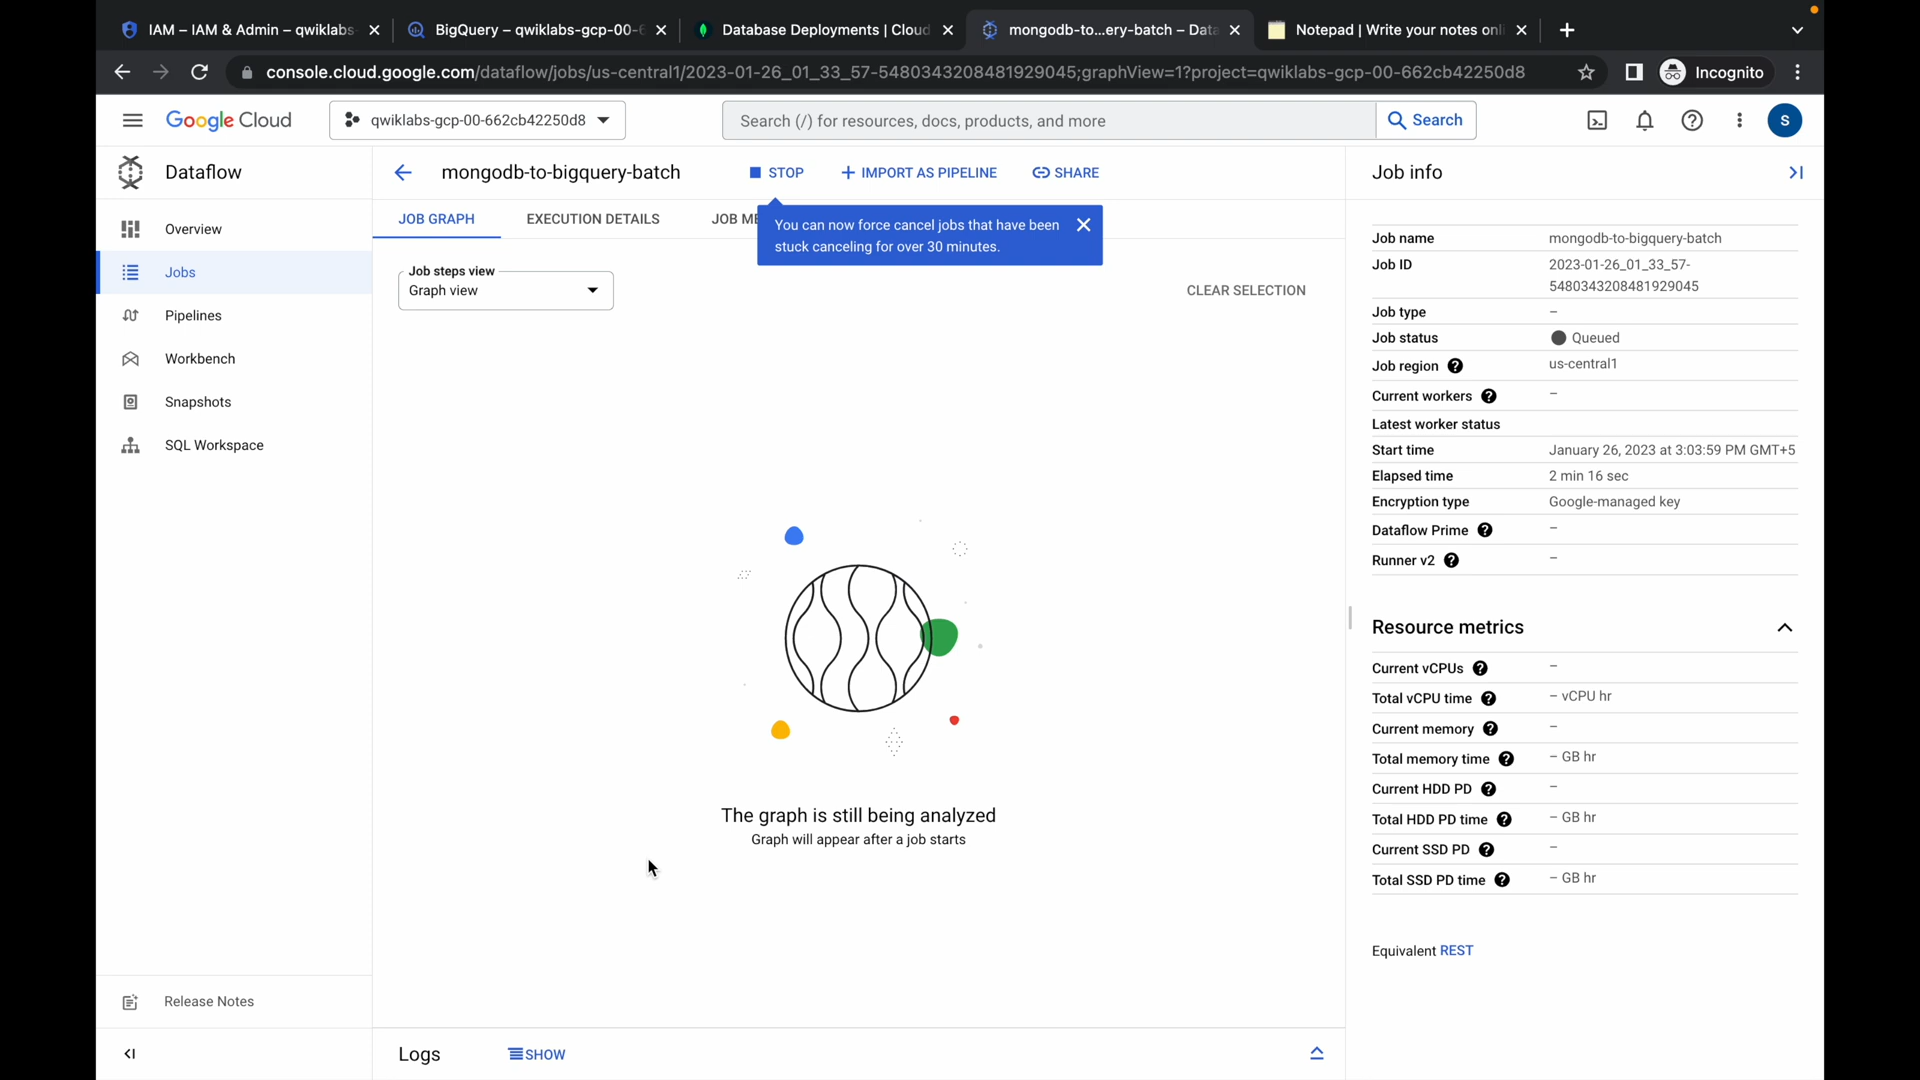 IAM – IAM & Admin – qwiklabs
BigQuery – qwiklabs-gcp-00-6
Database Deployments | Cloud
mongodb-to...ery-batch – Data
Notepad | Write your notes onli
console.cloud.google.com/dataflow/jobs/us-central1/2023-01-26_01_33_57-5480343208481929045;graphView=1?project=qwiklabs-gcp-00-662cb42250d8
Incognito
Google Cloud
qwiklabs-gcp-00-662cb42250d8
Search (/) for resources, docs, products, and more
Search
S
Dataflow
mongodb-to-bigquery-batch
STOP
IMPORT AS PIPELINE
SHARE
Job info
Overview
Jobs
Pipelines
Workbench
Snapshots
SQL Workspace
Release Notes
JOB GRAPH
EXECUTION DETAILS
JOB ME
You can now force cancel jobs that have been
stuck canceling for over 30 minutes.
Job steps view
Graph view
CLEAR SELECTION
The graph is still being analyzed
Graph will appear after a job starts
Logs
SHOW
Job name mongodb-to-bigquery-batch
Job ID 2023-01-26_01_33_57-
5480343208481929045
Job type –
Job status Queued
Job region us-central1
Current workers –
Latest worker status
Start time January 26, 2023 at 3:03:59 PM GMT+5
Elapsed time 2 min 16 sec
Encryption type Google-managed key
Dataflow Prime –
Runner v2 –
Resource metrics
Current vCPUs –
Total vCPU time – vCPU hr
Current memory –
Total memory time – GB hr
Current HDD PD –
Total HDD PD time – GB hr
Current SSD PD –
Total SSD PD time – GB hr
Equivalent REST